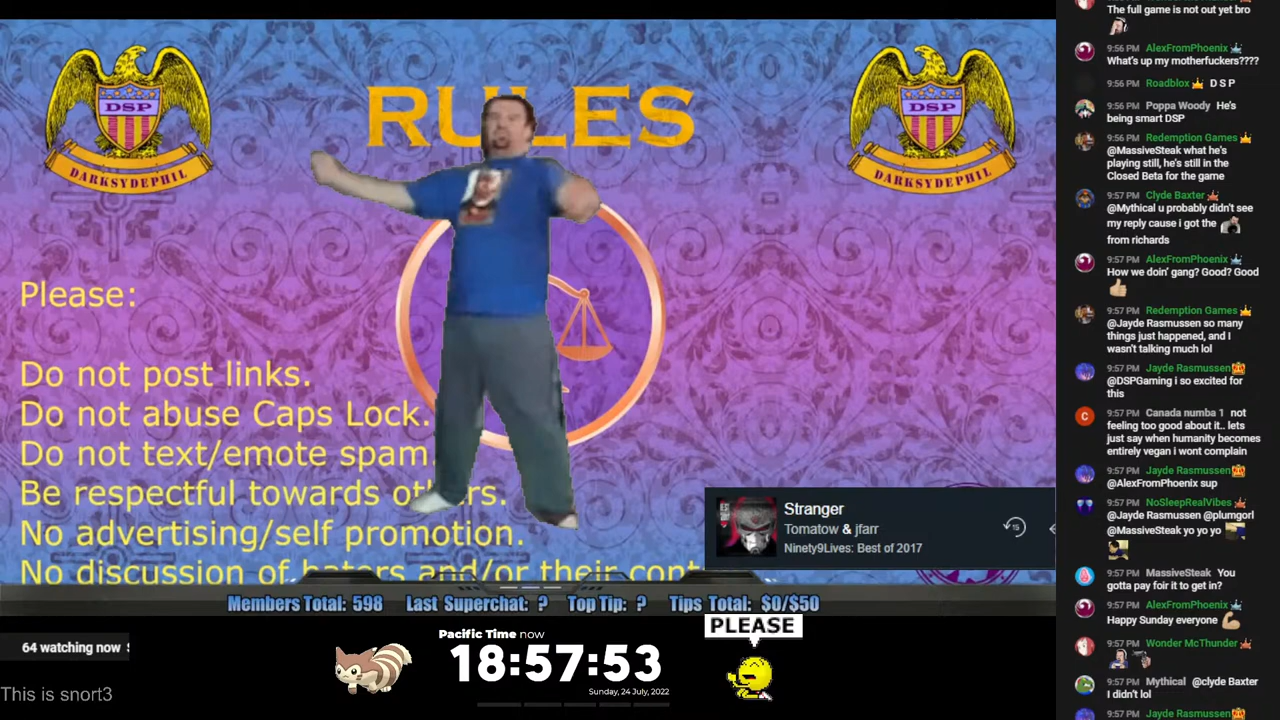 DSP
DARKSYDEPHIL
RULES
DSP
DARKSYDEPHIL
Please:
Do not post links.
Do not abuse Caps Lock.
Do not text/emote spam.
Be respectful towards others.
No advertising/self promotion.
No discussion of haters and/or their cont
Stranger
Tomatow & jfarr
Ninety9Lives: Best of 2017
15
Members Total: 598 Last Superchat: ? Top Tip: ? Tips Total: $0/$50
64 watching now
This is snort3
Pacific Time now
18:57:53
Sunday, 24 July, 2022
PLEASE
The full game is not out yet bro
9:56 PM AlexFromPhoenix
What's up my motherfuckers????
9:56 PM Roadblox D S P
9:56 PM Poppa Woody He's
being smart DSP
9:56 PM Redemption Games
@MassiveSteak what he's
playing still, he's still in the
Closed Beta for the game
9:57 PM Clyde Baxter
@Mythical u probably didn't see
my reply cause i got the
from richards
9:57 PM AlexFromPhoenix
How we doin' gang? Good? Good
9:57 PM Redemption Games
@Jayde Rasmussen so many
things just happened, and I
wasn't talking much lol
9:57 PM Jayde Rasmussen
@DSPGaming i so excited for
this
9:57 PM Canada numba 1 not
feeling too good about it.. lets
just say when humanity becomes
entirely vegan i wont complain
9:57 PM Jayde Rasmussen
@AlexFromPhoenix sup
9:57 PM NoSleepRealVibes
@Jayde Rasmussen @plumgorl
@MassiveSteak yo yo yo
9:57 PM MassiveSteak You
gotta pay foir it to get in?
9:57 PM AlexFromPhoenix
Happy Sunday everyone
9:57 PM Wonder McThunder
9:57 PM Mythical @clyde Baxter
I didn't lol
9:57 PM Jayde Rasmussen